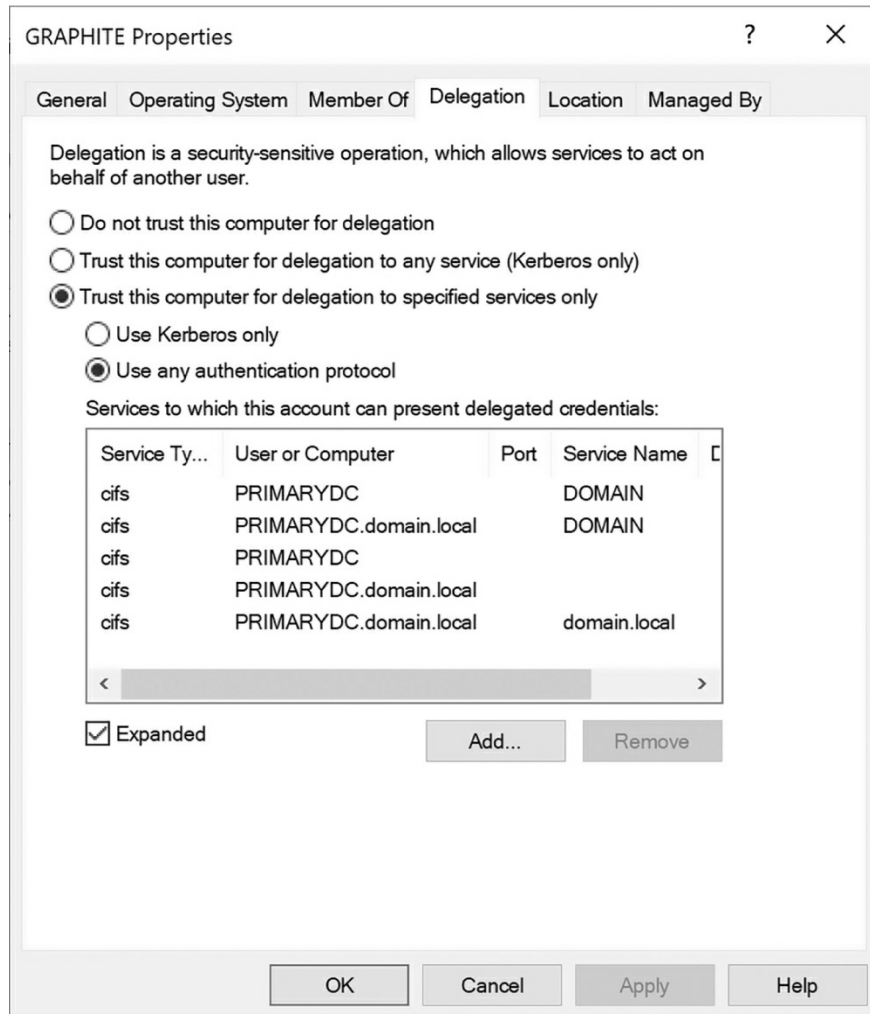 GRAPHITE Properties ?
General Operating System Member Of Delegation Location Managed By
Delegation is a security-sensitive operation, which allows services to act on
behalf of another user.
Do not trust this computer for delegation
Trust this computer for delegation to any service (Kerberos only)
Trust this computer for delegation to specified services only
Use Kerberos only
Use any authentication protocol
Services to which this account can present delegated credentials:
Service Ty... User or Computer Port Service Name
cifs PRIMARYDC DOMAIN
cifs PRIMARYDC.domain.local DOMAIN
cifs PRIMARYDC
cifs PRIMARYDC.domain.local
cifs PRIMARYDC.domain.local domain.local
Expanded Add... Remove
OK Cancel Apply Help